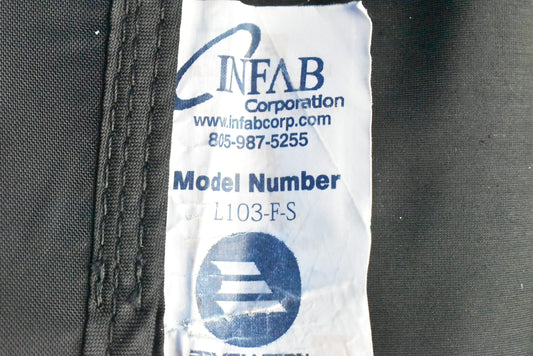 INFAB
Corporation
www.infabcorp.com
805-987-5255
Model Number
L103-F-S